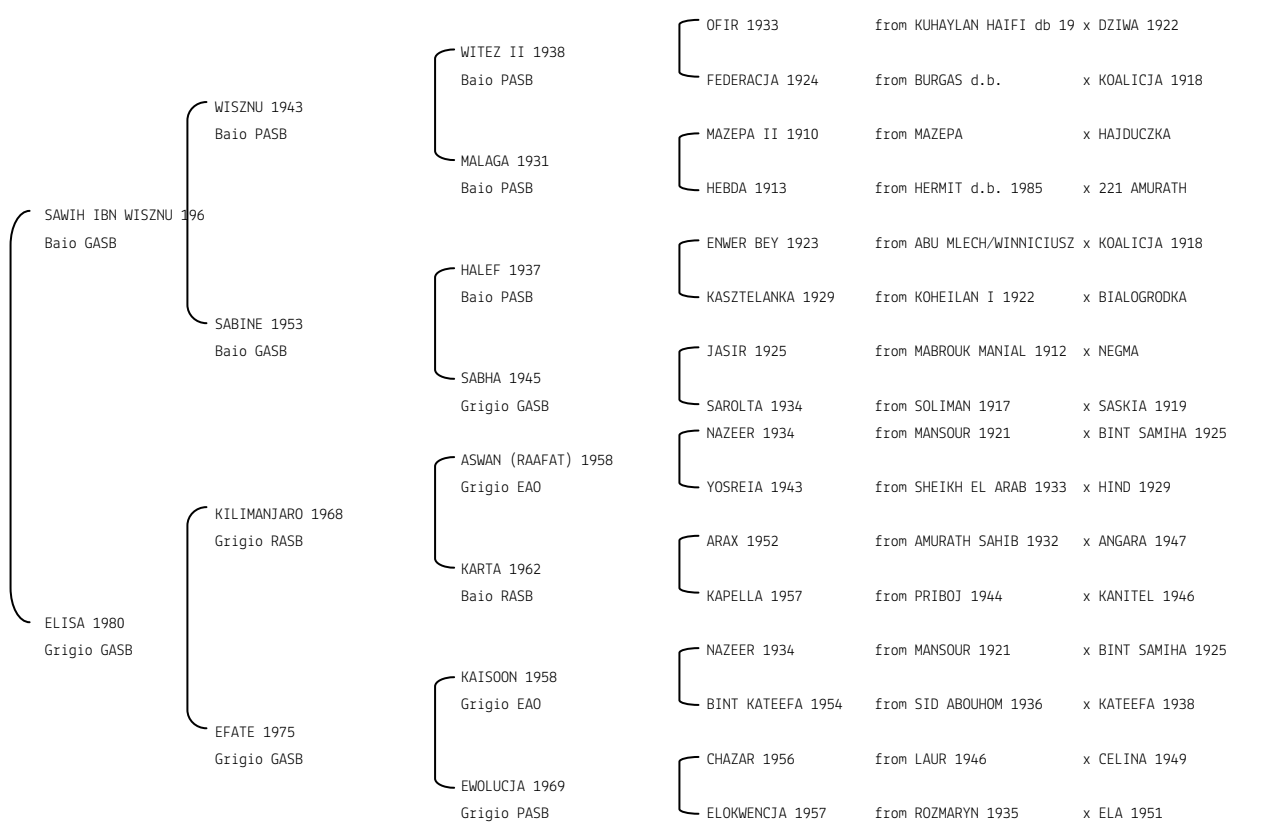 OFIR 1933 from KUHAYLAN HAIFI db 19 x DZIWA 1922
WITEZ II 1938
Baio PASB FEDERACJA 1924 from BURGAS d.b. x KOALICJA 1918
WISZNU 1943
Baio PASB MAZEPA II 1910 from MAZEPA x HAJDUCZKA
MALAGA 1931
Baio PASB HEBDA 1913 from HERMIT d.b. 1985 x 221 AMURATH
SAWIH IBN WISZNU 196
Baio GASB ENWER BEY 1923 from ABU MLECH/WINNICIUSZ x KOALICJA 1918
HALEF 1937
Baio PASB KASZTELANKA 1929 from KOHEILAN I 1922 x BIALOGRODKA
SABINE 1953
Baio GASB JASIR 1925 from MABROUK MANIAL 1912 x NEGMA
SABHA 1945
Grigio GASB SAROLTA 1934 from SOLIMAN 1917 x SASKIA 1919
NAZEER 1934 from MANSOUR 1921 x BINT SAMIHA 1925
ASWAN (RAAFAT) 1958
Grigio EAO YOSREIA 1943 from SHEIKH EL ARAB 1933 x HIND 1929
KILIMANJARO 1968
Grigio RASB ARAX 1952 from AMURATH SAHIB 1932 x ANGARA 1947
KARTA 1962
Baio RASB KAPELLA 1957 from PRIBOJ 1944 x KANITEL 1946
ELISA 1980
Grigio GASB NAZEER 1934 from MANSOUR 1921 x BINT SAMIHA 1925
KAISOON 1958
Grigio EAO BINT KATEEFA 1954 from SID ABOUHOM 1936 x KATEEFA 1938
EFATE 1975
Grigio GASB CHAZAR 1956 from LAUR 1946 x CELINA 1949
EWOLUCJA 1969
Grigio PASB ELOKWENCJA 1957 from ROZMARYN 1935 x ELA 1951